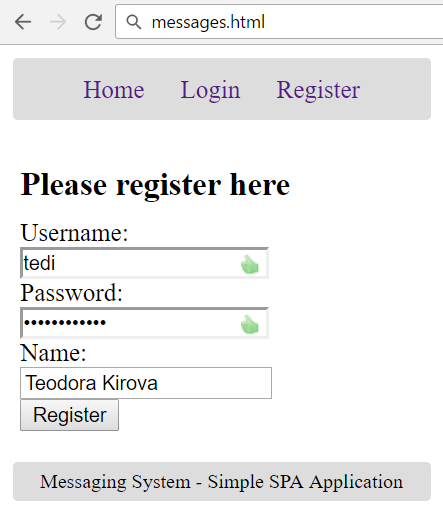 messages.html
Home Login Register
Please register here
Username:
tedi
Password:
••••••••••••
Name:
Teodora Kirova
Register
Messaging System - Simple SPA Application